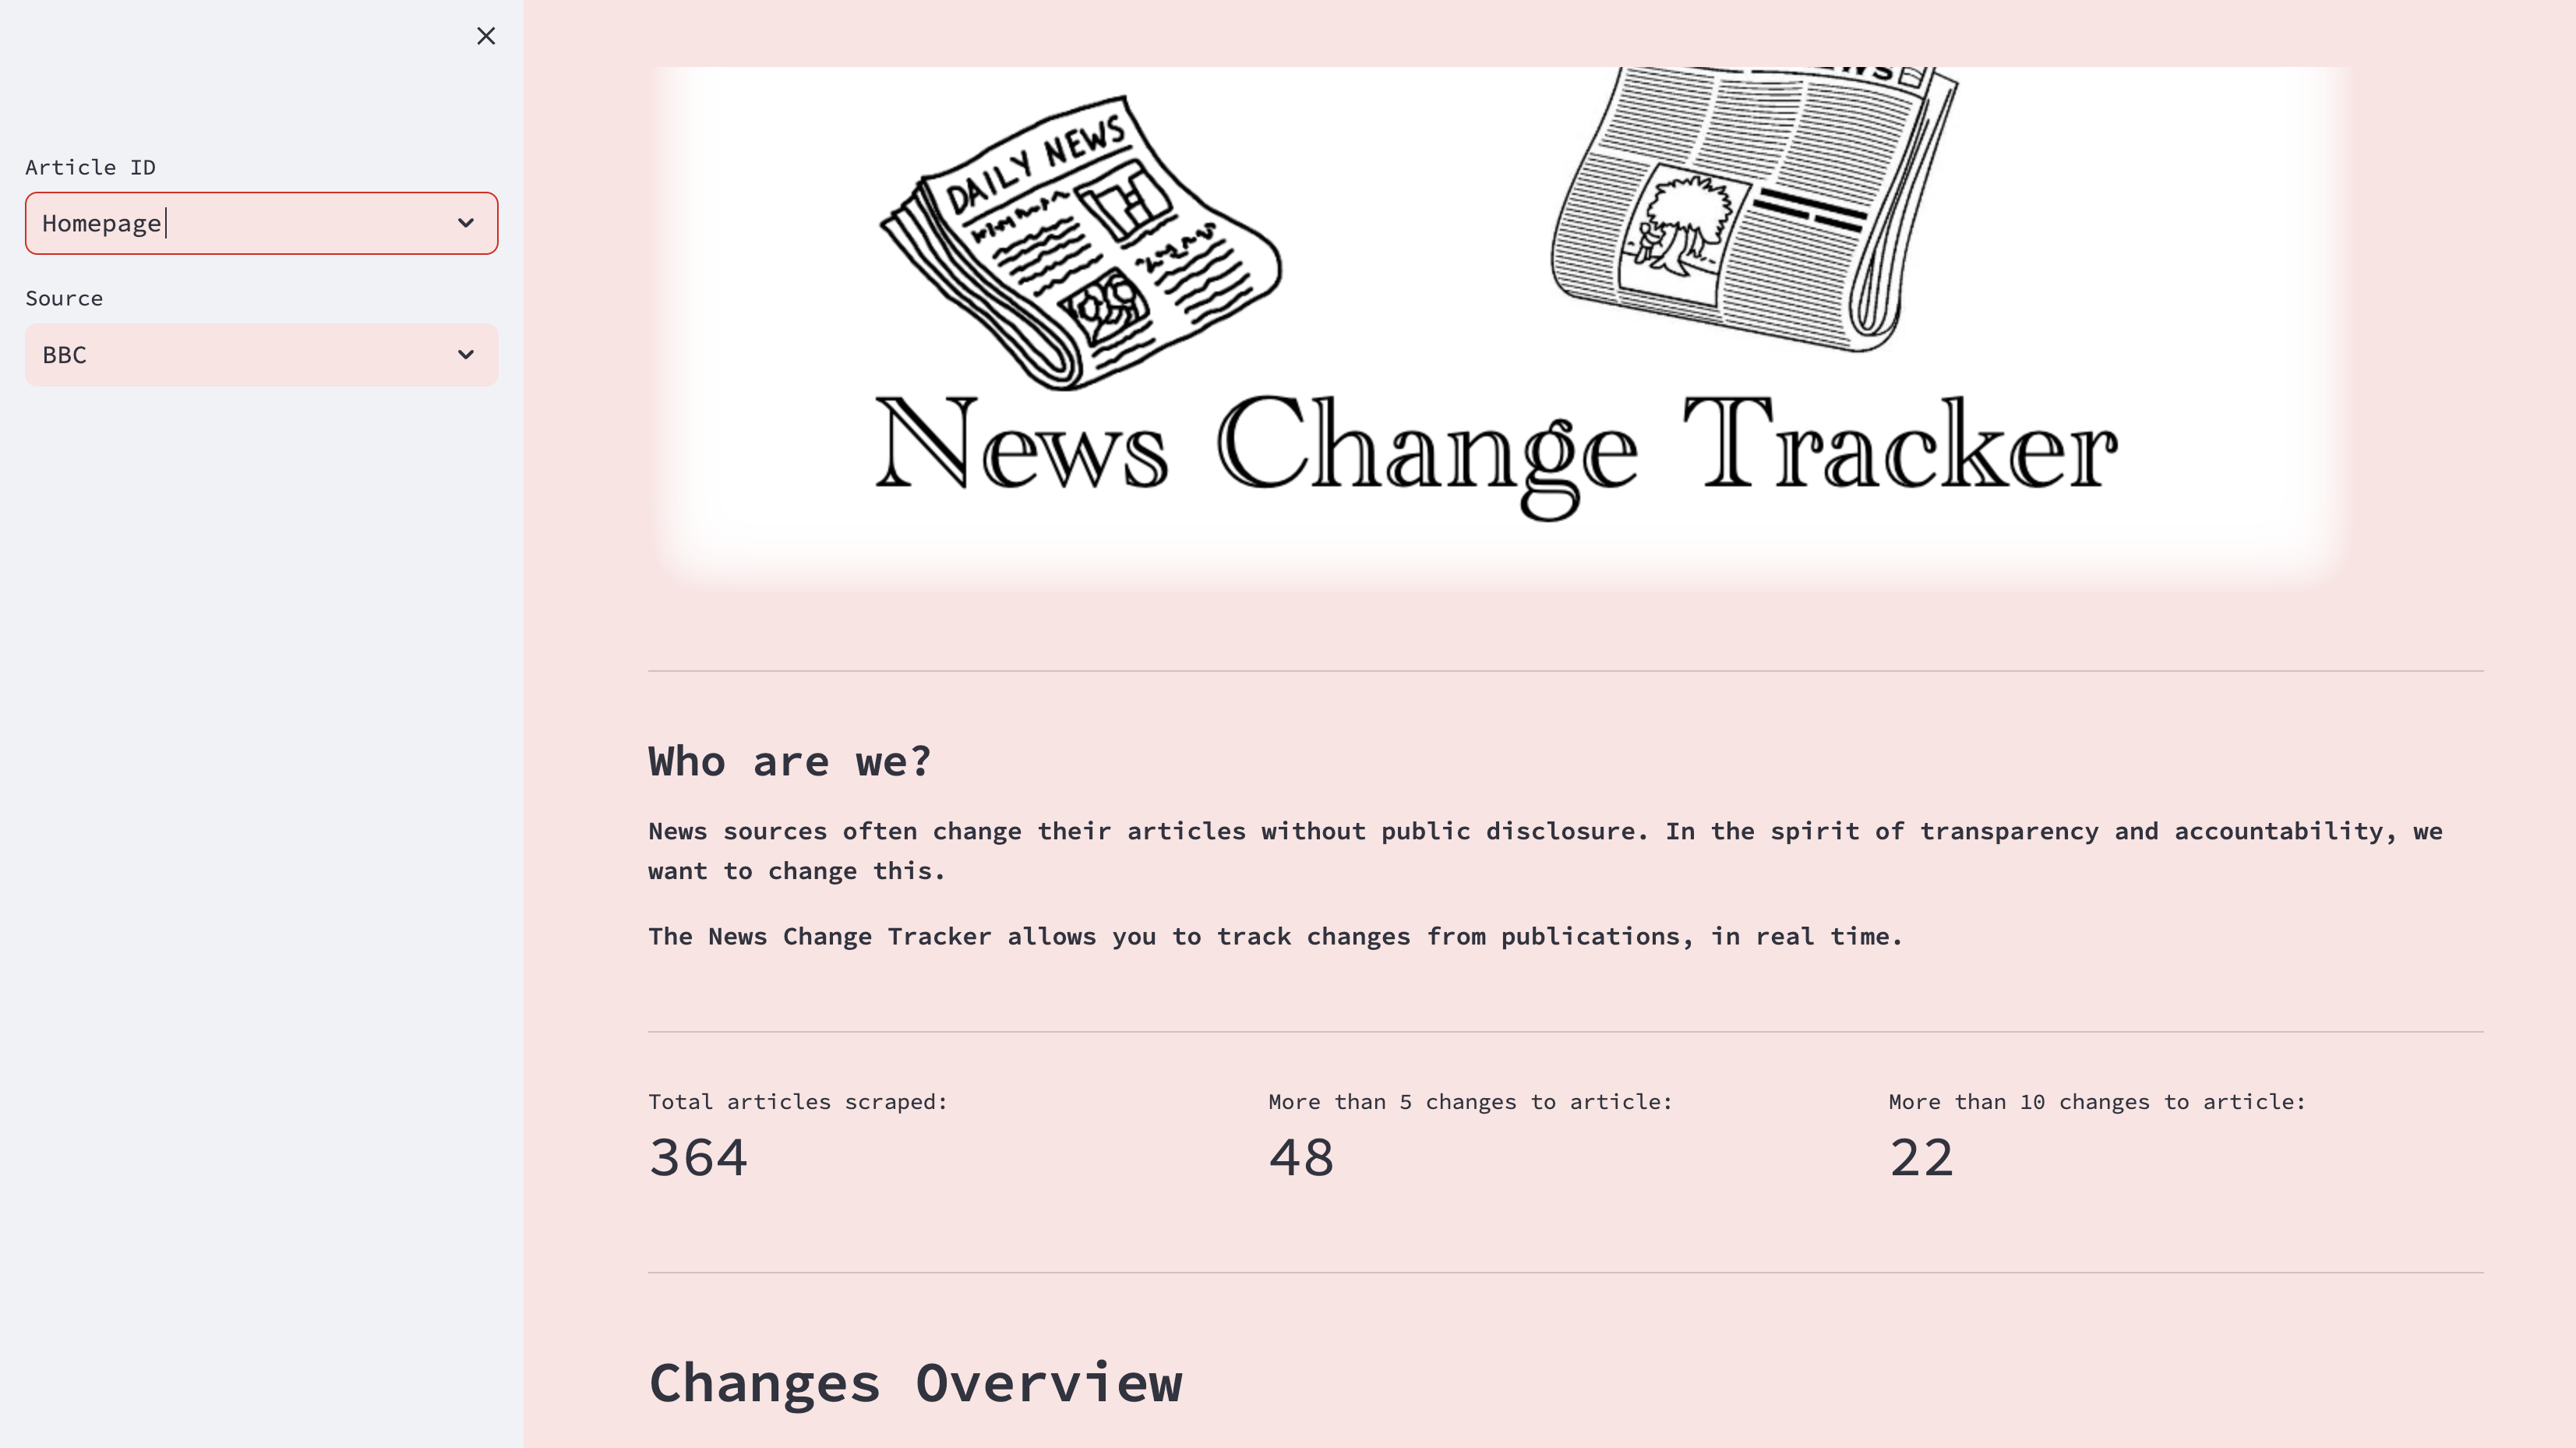 Article ID
Homepage
Source
BBC
DAILY NEWS
News Change Tracker
Who are we?
News sources often change their articles without public disclosure. In the spirit of transparency and accountability, we
want to change this.
The News Change Tracker allows you to track changes from publications, in real time.
Total articles scraped:
364
More than 5 changes to article:
48
More than 10 changes to article:
22
Changes Overview